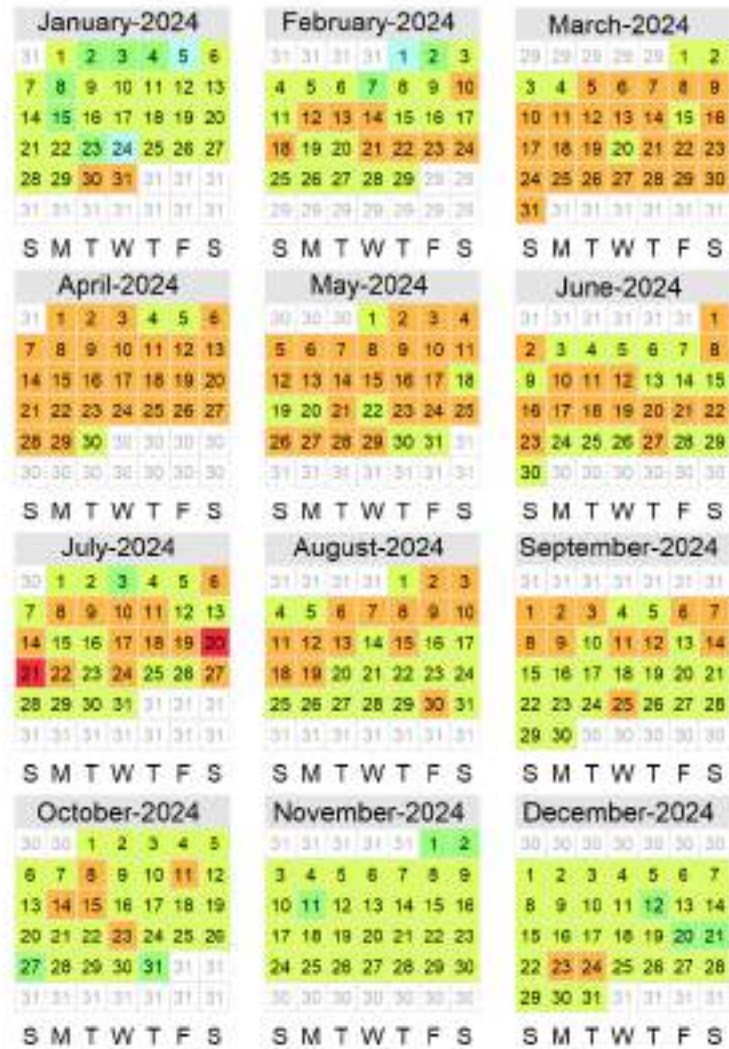 January-2024
31 1 2 3 4 5 6
7 8 9 10 11 12 13
14 15 16 17 18 19 20
21 22 23 24 25 26 27
28 29 30 31 31 31 31
31 31 31 31 31 31 31
S M T W T F S
February-2024
31 31 31 31 1 2 3
4 5 6 7 8 9 10
11 12 13 14 15 16 17
18 19 20 21 22 23 24
25 26 27 28 29 29 29
29 29 29 29 29 29 29
S M T W T F S
March-2024
29 29 29 29 29 1 2
3 4 5 6 7 8 9
10 11 12 13 14 15 16
17 18 19 20 21 22 23
24 25 26 27 28 29 30
31 31 31 31 31 31 31
S M T W T F S
April-2024
31 1 2 3 4 5 6
7 8 9 10 11 12 13
14 15 16 17 18 19 20
21 22 23 24 25 26 27
28 29 30 30 30 30 30
30 30 30 30 30 30 30
S M T W T F S
May-2024
30 30 30 1 2 3 4
5 6 7 8 9 10 11
12 13 14 15 16 17 18
19 20 21 22 23 24 25
26 27 28 29 30 31 31
31 31 31 31 31 31 31
S M T W T F S
June-2024
31 31 31 31 31 31 1
2 3 4 5 6 7 8
9 10 11 12 13 14 15
16 17 18 19 20 21 22
23 24 25 26 27 28 29
30 30 30 30 30 30 30
S M T W T F S
July-2024
30 1 2 3 4 5 6
7 8 9 10 11 12 13
14 15 16 17 18 19 20
21 22 23 24 25 26 27
28 29 30 31 31 31 31
31 31 31 31 31 31 31
S M T W T F S
August-2024
31 31 31 31 1 2 3
4 5 6 7 8 9 10
11 12 13 14 15 16 17
18 19 20 21 22 23 24
25 26 27 28 29 30 31
31 31 31 31 31 31 31
S M T W T F S
September-2024
31 31 31 31 31 31 31
1 2 3 4 5 6 7
8 9 10 11 12 13 14
15 16 17 18 19 20 21
22 23 24 25 26 27 28
29 30 30 30 30 30 30
S M T W T F S
October-2024
30 30 1 2 3 4 5
6 7 8 9 10 11 12
13 14 15 16 17 18 19
20 21 22 23 24 25 26
27 28 29 30 31 31 31
31 31 31 31 31 31 31
S M T W T F S
November-2024
31 31 31 31 31 1 2
3 4 5 6 7 8 9
10 11 12 13 14 15 16
17 18 19 20 21 22 23
24 25 26 27 28 29 30
30 30 30 30 30 30 30
S M T W T F S
December-2024
30 30 30 30 30 30 30
1 2 3 4 5 6 7
8 9 10 11 12 13 14
15 16 17 18 19 20 21
22 23 24 25 26 27 28
29 30 31 31 31 31 31
S M T W T F S